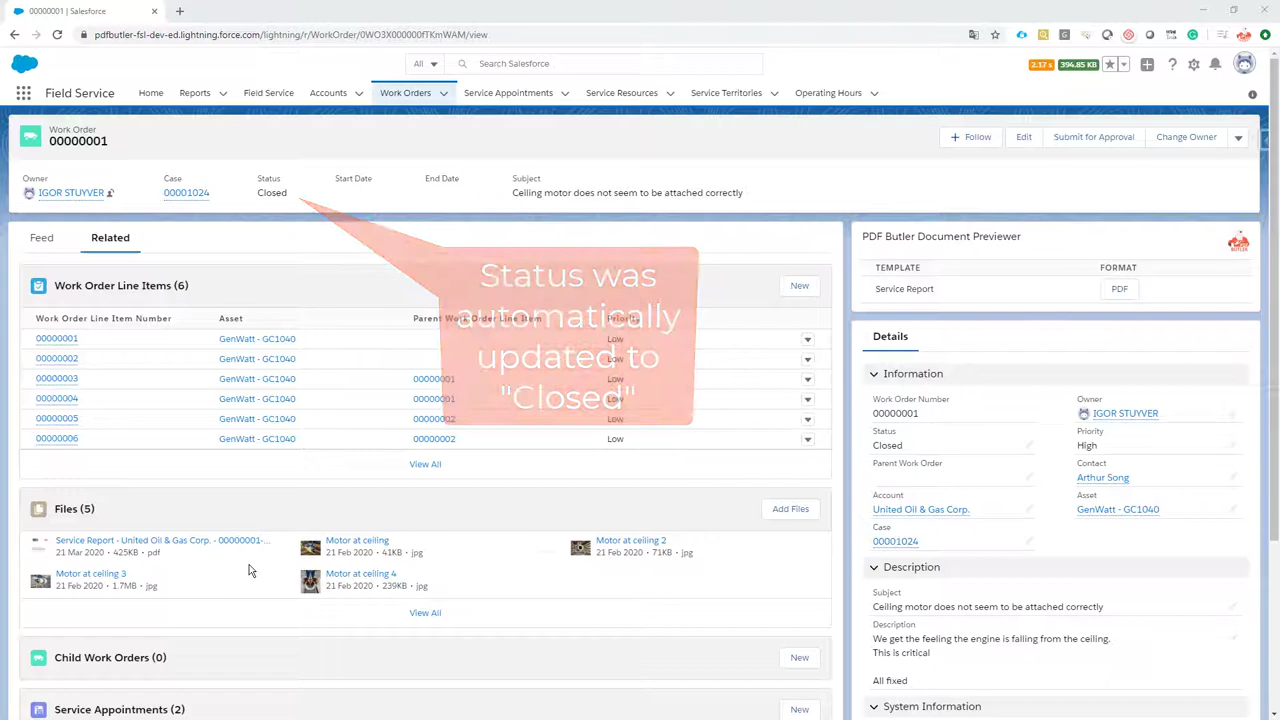 00000001 | Salesforce
pdfbutler-fsl-dev-ed.lightning.force.com/lightning/r/WorkOrder/0WO3X000000fTKmWAM/view
All
Search Salesforce
2.17 s
394.85 KB
Field Service
Home
Reports
Field Service
Accounts
Work Orders
Service Appointments
Service Resources
Service Territories
Operating Hours
Work Order
00000001
+ Follow
Edit
Submit for Approval
Change Owner
Owner
Case
Status
Start Date
End Date
Subject
IGOR STUYVER
00001024
Closed
Ceiling motor does not seem to be attached correctly
Feed
Related
Work Order Line Items (6)
New
Work Order Line Item Number
Asset
Parent Work Order Line Item
Priority
00000001
GenWatt - GC1040
Low
00000002
GenWatt - GC1040
Low
00000003
GenWatt - GC1040
00000001
Low
00000004
GenWatt - GC1040
00000001
Low
00000005
GenWatt - GC1040
00000002
Low
00000006
GenWatt - GC1040
00000002
Low
View All
Status was
automatically
updated to
"Closed"
Files (5)
Add Files
Service Report - United Oil & Gas Corp. - 00000001-...
21 Mar 2020 • 425KB • pdf
Motor at ceiling
21 Feb 2020 • 41KB • jpg
Motor at ceiling 2
21 Feb 2020 • 71KB • jpg
Motor at ceiling 3
21 Feb 2020 • 1.7MB • jpg
Motor at ceiling 4
21 Feb 2020 • 239KB • jpg
View All
Child Work Orders (0)
New
Service Appointments (2)
New
PDF Butler Document Previewer
BUTLER
TEMPLATE
FORMAT
Service Report
PDF
Details
Information
Work Order Number
00000001
Owner
IGOR STUYVER
Status
Closed
Priority
High
Parent Work Order
Contact
Arthur Song
Account
United Oil & Gas Corp.
Asset
GenWatt - GC1040
Case
00001024
Description
Subject
Ceiling motor does not seem to be attached correctly
Description
We get the feeling the engine is falling from the ceiling.
This is critical
All fixed
System Information